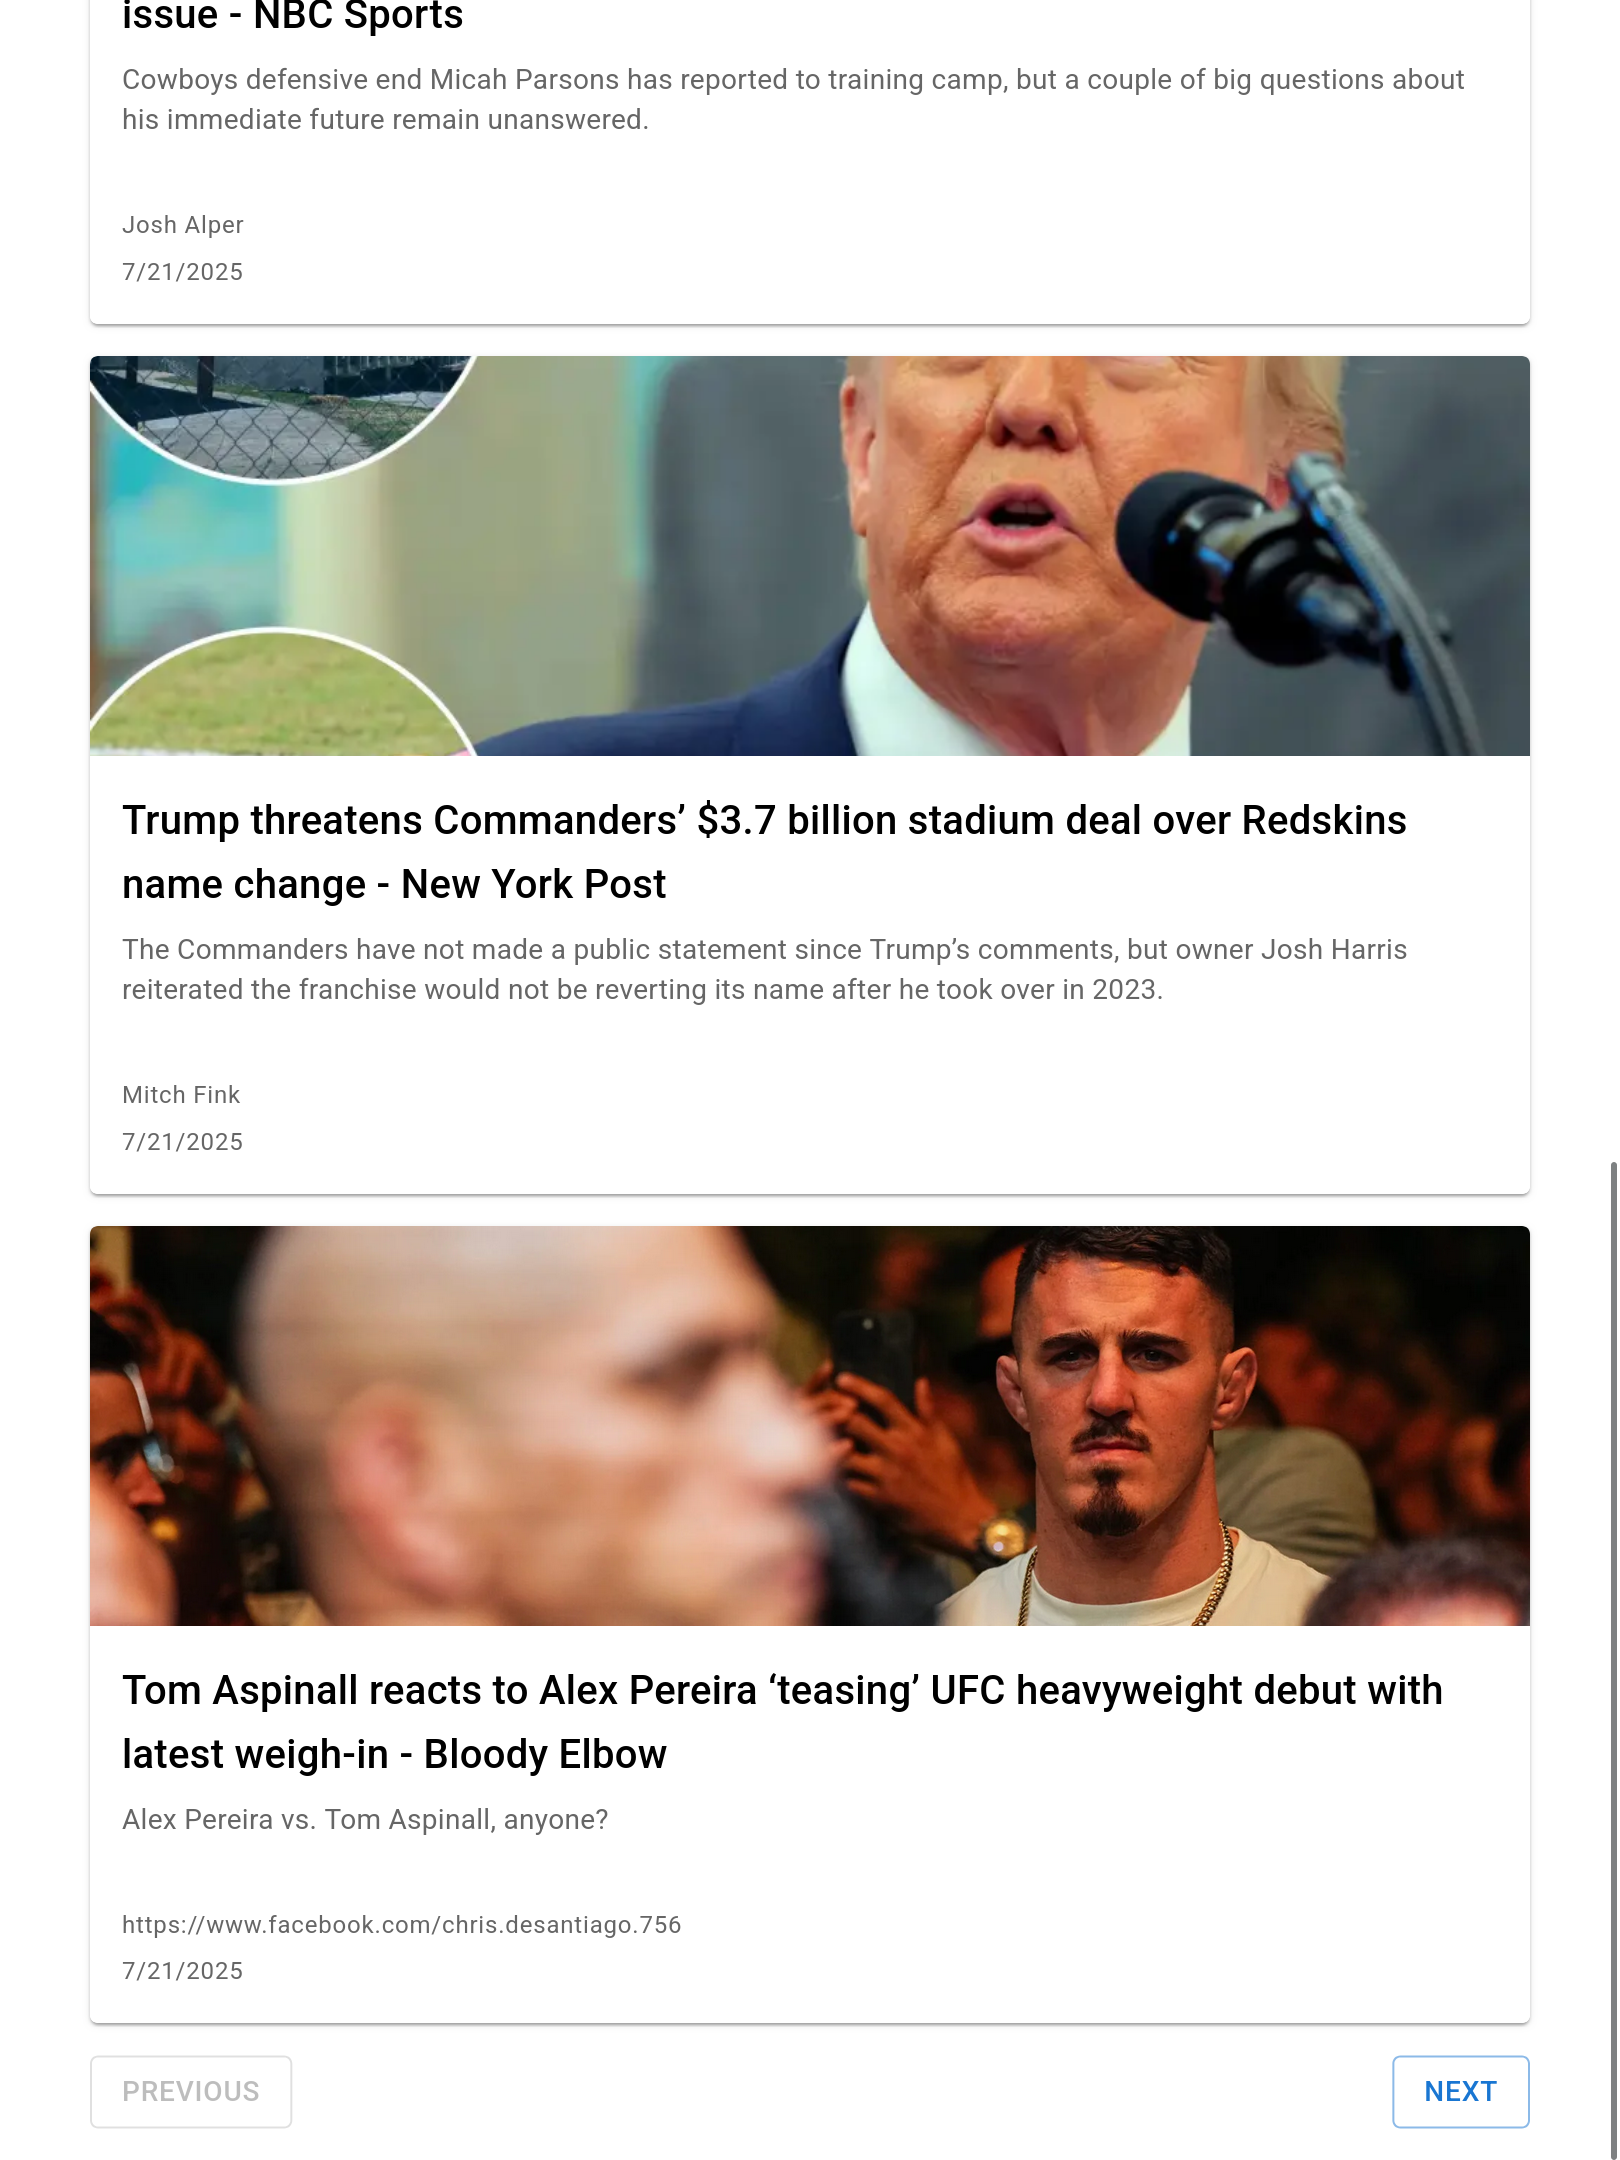 issue - NBC Sports
Cowboys defensive end Micah Parsons has reported to training camp, but a couple of big questions about
his immediate future remain unanswered.
Josh Alper
7/21/2025
Trump threatens Commanders’ $3.7 billion stadium deal over Redskins
name change - New York Post
The Commanders have not made a public statement since Trump’s comments, but owner Josh Harris
reiterated the franchise would not be reverting its name after he took over in 2023.
Mitch Fink
7/21/2025
Tom Aspinall reacts to Alex Pereira ‘teasing’ UFC heavyweight debut with
latest weigh-in - Bloody Elbow
Alex Pereira vs. Tom Aspinall, anyone?
https://www.facebook.com/chris.desantiago.756
7/21/2025
PREVIOUS
NEXT